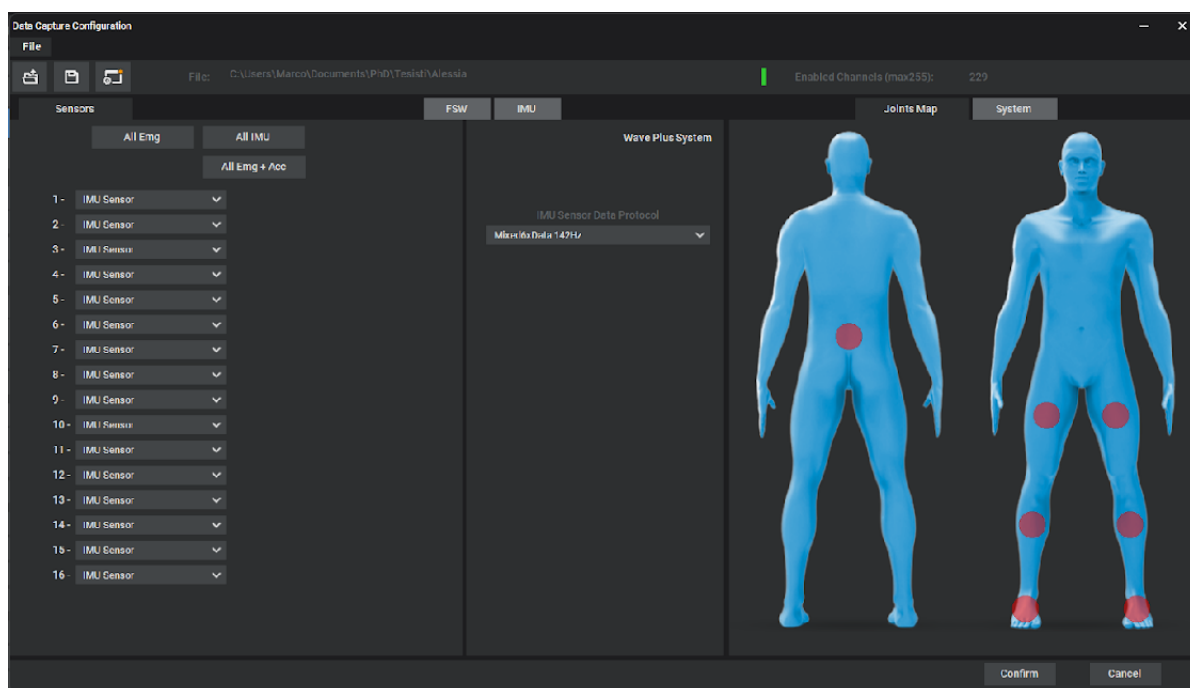 Data Capture Configuration
File
File: C:\Users\Marco\Documents\PhD\Tesisti\Alessia
Enabled Channels (max255): 229
Sensors
FSW IMU
Joints Map System
All Emg All IMU
All Emg + Acc
Wave Plus System
IMU Sensor Data Protocol
Mixed6xData 142Hz
1 - IMU Sensor
2 - IMU Sensor
3 - IMU Sensor
4 - IMU Sensor
5 - IMU Sensor
6 - IMU Sensor
7 - IMU Sensor
8 - IMU Sensor
9 - IMU Sensor
10 - IMU Sensor
11 - IMU Sensor
12 - IMU Sensor
13 - IMU Sensor
14 - IMU Sensor
15 - IMU Sensor
16 - IMU Sensor
Confirm Cancel